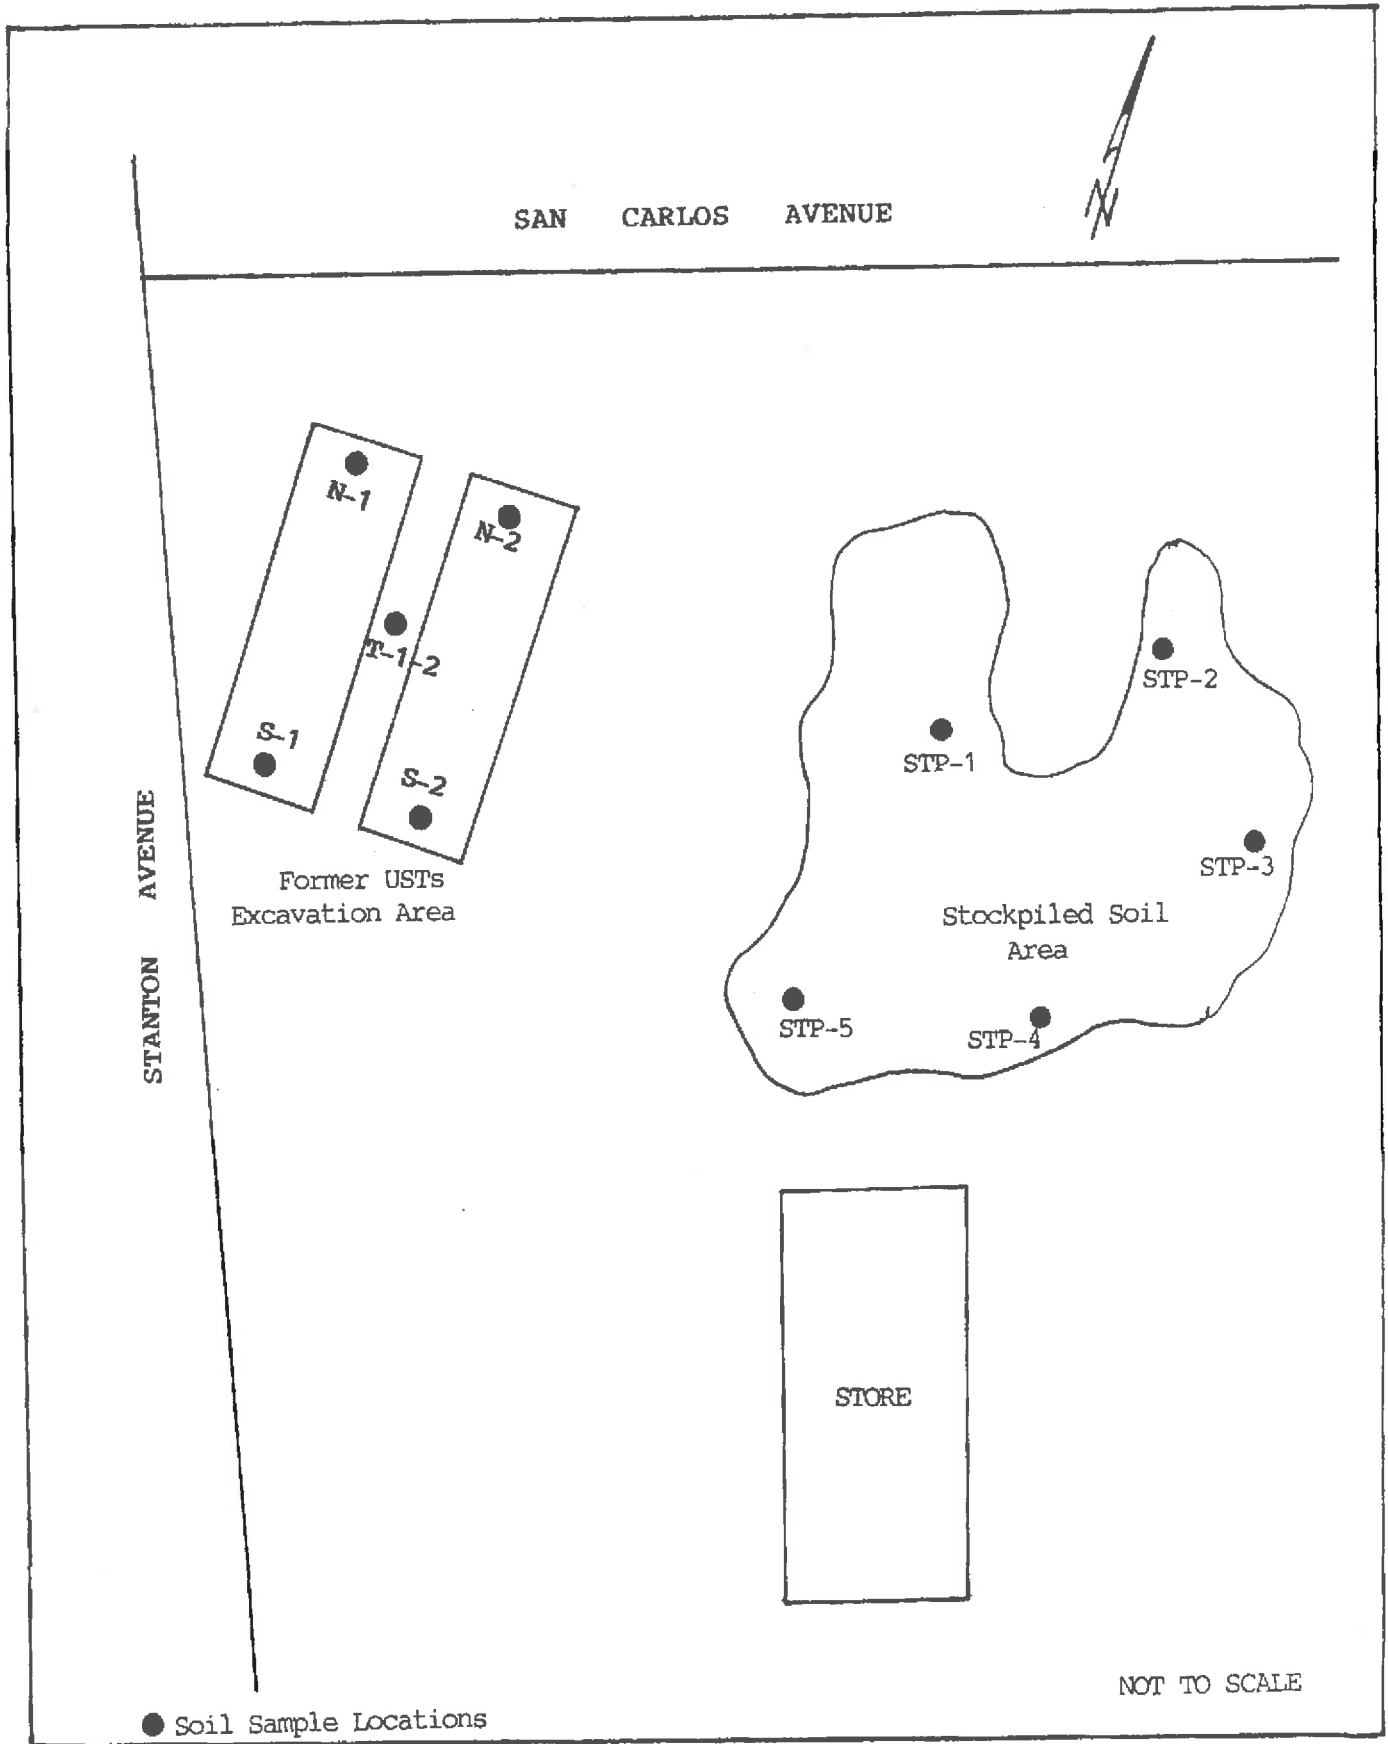 N
SAN CARLOS AVENUE
N-1
N-2
T-1-2
STP-2
S-1
STP-1
S-2
STANTON AVENUE
STP-3
Former USTs
Excavation Area
Stockpiled Soil
Area
STP-5
STP-4
STORE
NOT TO SCALE
Soil Sample Locations